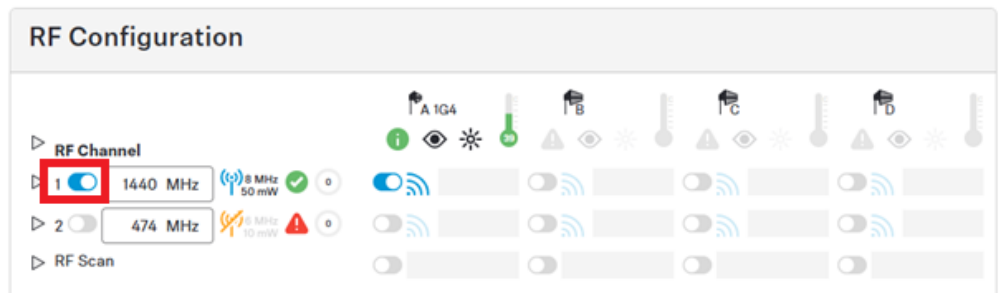 RF Configuration
A 1G4
B
C
D
39
RF Channel
1
1440 MHz
8 MHz
50 mW
0
2
474 MHz
6 MHz
10 mW
0
RF Scan